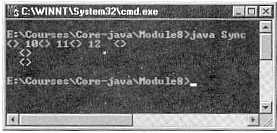 C:\WINNT\System32\cmd.exe
E:\Courses\Core-java\Module8>java Sync
<> 10<> 11<> 12. <>
<>
<>
E:\Courses\Core-java\Module8>_